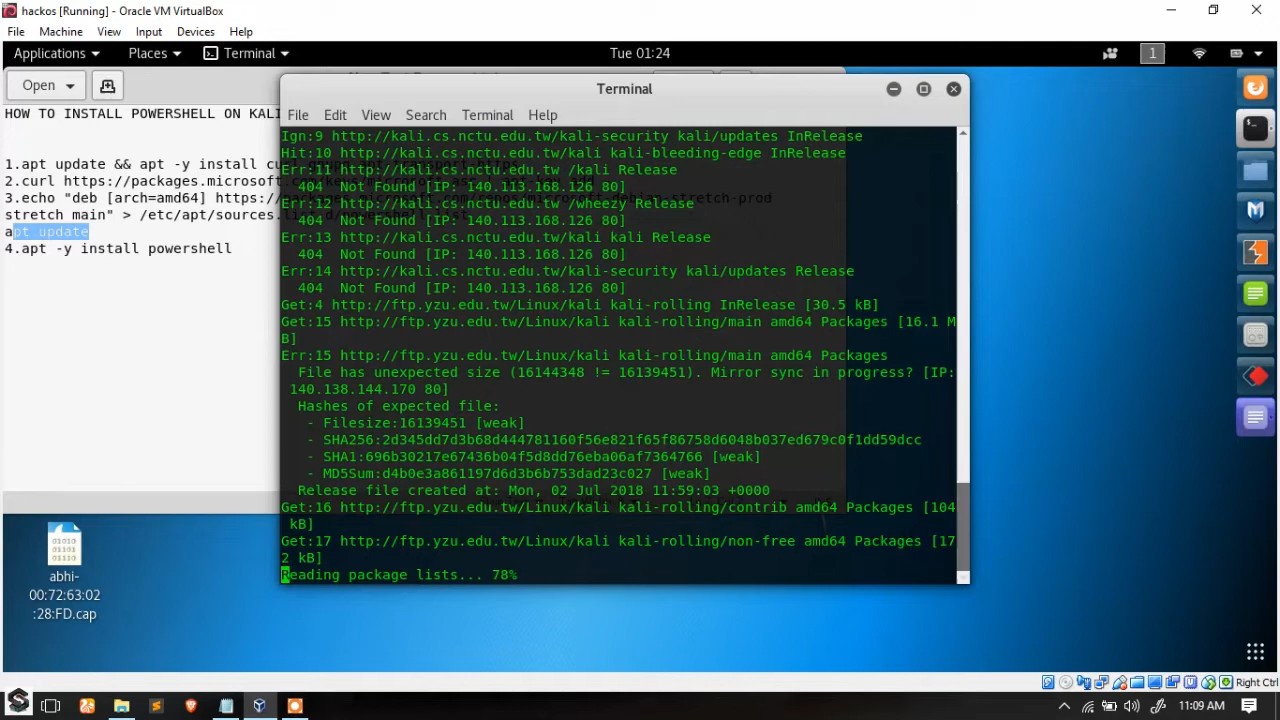 hackos [Running] - Oracle VM VirtualBox
File Machine View Input Devices Help
Applications Places Terminal Tue 01:24 1
Open
HOW TO INSTALL POWERSHELL ON KALI
1.apt update && apt -y install
2.curl https://packages.microsoft.
3.echo "deb [arch=amd64] https://
stretch main" > /etc/apt/sources.
apt update
4.apt -y install powershell
Terminal
File Edit View Search Terminal Help
Ign:9 http://kali.cs.nctu.edu.tw/kali-security kali/updates InRelease
Hit:10 http://kali.cs.nctu.edu.tw/kali kali-bleeding-edge InRelease
Err:11 http://kali.cs.nctu.edu.tw /kali Release
404 Not Found [IP: 140.113.168.126 80]
Err:12 http://kali.cs.nctu.edu.tw /wheezy Release
404 Not Found [IP: 140.113.168.126 80]
Err:13 http://kali.cs.nctu.edu.tw/kali kali Release
404 Not Found [IP: 140.113.168.126 80]
Err:14 http://kali.cs.nctu.edu.tw/kali-security kali/updates Release
404 Not Found [IP: 140.113.168.126 80]
Get:4 http://ftp.yzu.edu.tw/Linux/kali kali-rolling InRelease [30.5 kB]
Get:15 http://ftp.yzu.edu.tw/Linux/kali kali-rolling/main amd64 Packages [16.1 M
B]
Err:15 http://ftp.yzu.edu.tw/Linux/kali kali-rolling/main amd64 Packages
File has unexpected size (16144348 != 16139451). Mirror sync in progress? [IP:
140.138.144.170 80]
Hashes of expected file:
- Filesize:16139451 [weak]
- SHA256:2d345dd7d3b68d444781160f56e821f65f86758d6048b037ed679c0f1dd59dcc
- SHA1:696b30217e67436b04f5d8dd76eba06af7364766 [weak]
- MD5Sum:d4b0e3a861197d6d3b6b753dad23c027 [weak]
Release file created at: Mon, 02 Jul 2018 11:59:03 +0000
Get:16 http://ftp.yzu.edu.tw/Linux/kali kali-rolling/contrib amd64 Packages [104
kB]
Get:17 http://ftp.yzu.edu.tw/Linux/kali kali-rolling/non-free amd64 Packages [17
2 kB]
Reading package lists... 78%
abhi-
00:72:63:02
:28:FD.cap
Right Ctrl
11:09 AM